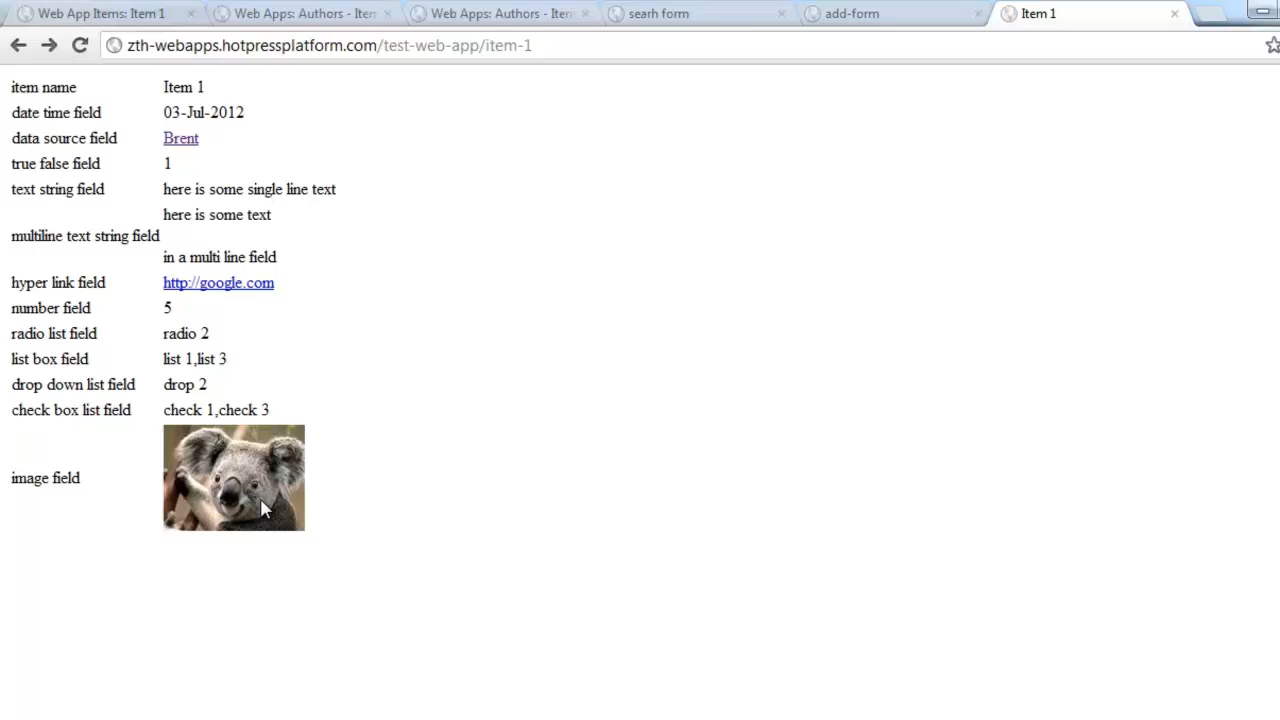 Web App Items: Item 1
Web Apps: Authors - Iten
Web Apps: Authors - Iten
searh form
add-form
Item 1
zth-webapps.hotpressplatform.com/test-web-app/item-1
item name Item 1
date time field 03-Jul-2012
data source field Brent
true false field 1
text string field here is some single line text
here is some text
multiline text string field
in a multi line field
hyper link field http://google.com
number field 5
radio list field radio 2
list box field list 1,list 3
drop down list field drop 2
check box list field check 1,check 3
image field